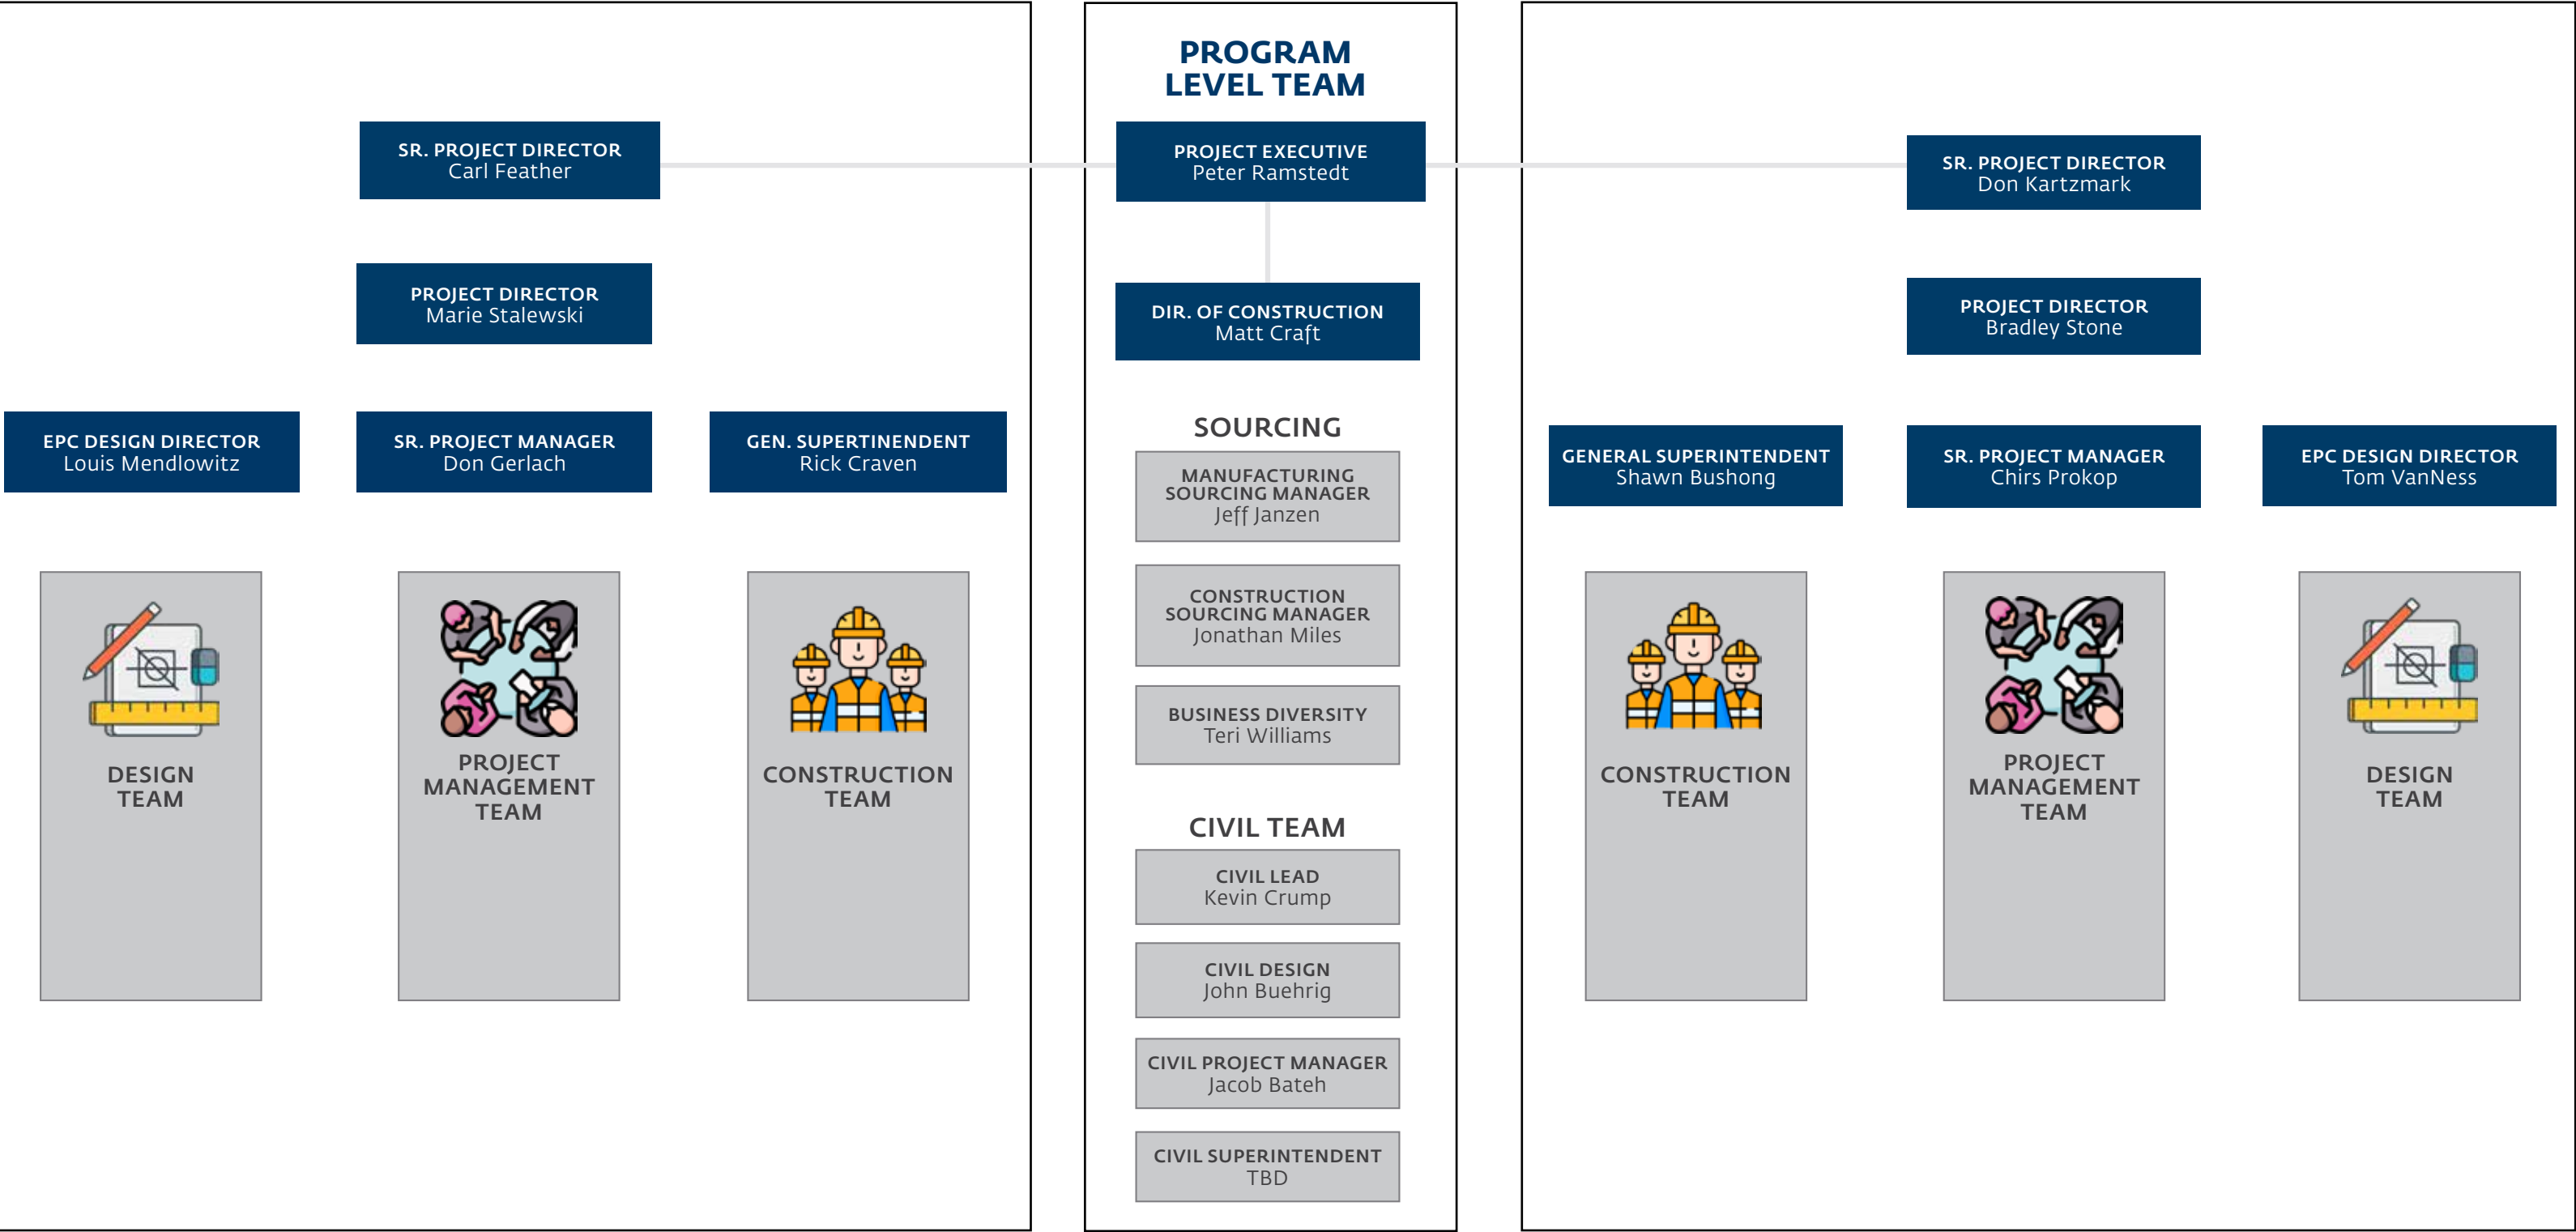 SR. PROJECT DIRECTOR
Carl Feather
PROJECT DIRECTOR
Marie Stalewski
EPC DESIGN DIRECTOR
Louis Mendlowitz
SR. PROJECT MANAGER
Don Gerlach
GEN. SUPERTINENDENT
Rick Craven
DESIGN
TEAM
PROJECT
MANAGEMENT
TEAM
CONSTRUCTION
TEAM
PROGRAM
LEVEL TEAM
PROJECT EXECUTIVE
Peter Ramstedt
DIR. OF CONSTRUCTION
Matt Craft
SOURCING
MANUFACTURING
SOURCING MANAGER
Jeff Janzen
CONSTRUCTION
SOURCING MANAGER
Jonathan Miles
BUSINESS DIVERSITY
Teri Williams
CIVIL TEAM
CIVIL LEAD
Kevin Crump
CIVIL DESIGN
John Buehrig
CIVIL PROJECT MANAGER
Jacob Bateh
CIVIL SUPERINTENDENT
TBD
SR. PROJECT DIRECTOR
Don Kartzmark
PROJECT DIRECTOR
Bradley Stone
GENERAL SUPERINTENDENT
Shawn Bushong
SR. PROJECT MANAGER
Chirs Prokop
EPC DESIGN DIRECTOR
Tom VanNess
CONSTRUCTION
TEAM
PROJECT
MANAGEMENT
TEAM
DESIGN
TEAM